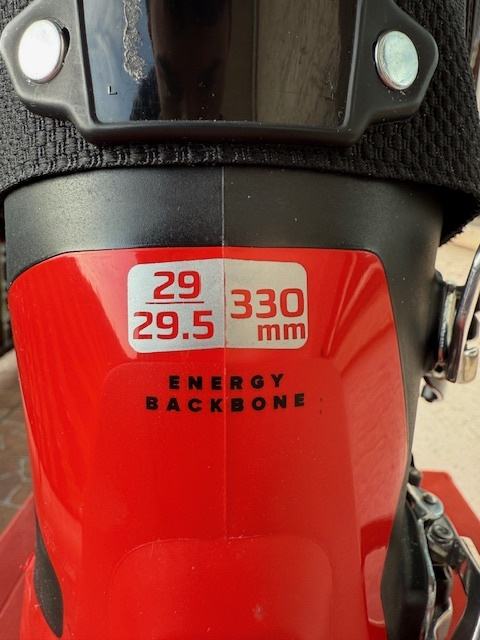 L
29
29.5
330
mm
ENERGY
BACKBONE